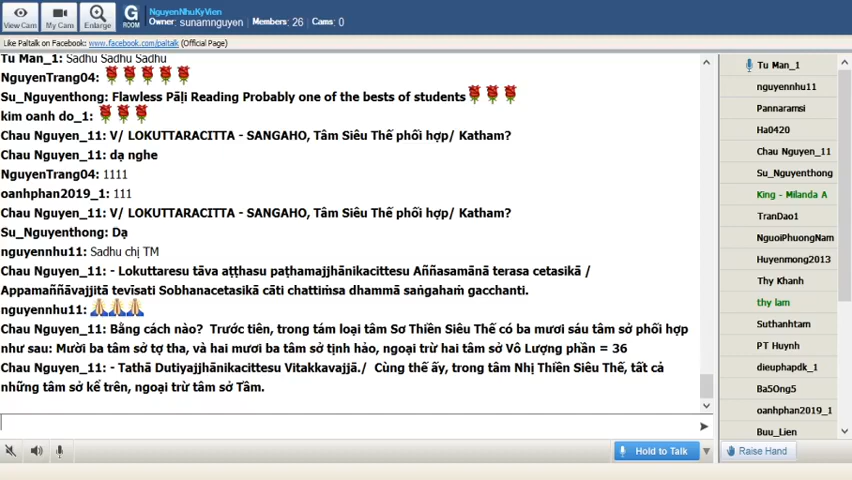 View Cam
My Cam
Enlarge
G
ROOM
NguyenNhuKyVien
Owner: sunamnguyen Members: 26 Cams: 0
Like Paltalk on Facebook: www.facebook.com/paltalk (Official Page)
Tu Man_1: Sadhu Sadhu Sadhu
NguyenTrang04:
Su_Nguyenthong: Flawless Pāḷi Reading Probably one of the bests of students
kim oanh do_1:
Chau Nguyen_11: V/ LOKUTTARACITTA - SANGAHO, Tâm Siêu Thế phối hợp/ Katham?
Chau Nguyen_11: dạ nghe
NguyenTrang04: 1111
oanhphan2019_1: 111
Chau Nguyen_11: V/ LOKUTTARACITTA - SANGAHO, Tâm Siêu Thế phối hợp/ Katham?
Su_Nguyenthong: Dạ
nguyennhu11: Sadhu chị TM
Chau Nguyen_11: - Lokuttaresu tāva aṭṭhasu paṭhamajjhānikacittesu Aññasamānā terasa cetasikā /
Appamaññāvajjitā tevīsati Sobhanacetasikā cāti chattiṁsa dhammā saṅgahaṁ gacchanti.
nguyennhu11:
Chau Nguyen_11: Bằng cách nào? Trước tiên, trong tám loại tâm Sơ Thiền Siêu Thế có ba mươi sáu tâm sở phối hợp
như sau: Mười ba tâm sở tợ tha, và hai mươi ba tâm sở tịnh hảo, ngoại trừ hai tâm sở Vô Lượng phần = 36
Chau Nguyen_11: - Tathā Dutiyajjhānikacittesu Vitakkavajjā./ Cùng thế ấy, trong tâm Nhị Thiền Siêu Thế, tất cả
những tâm sở kể trên, ngoại trừ tâm sở Tầm.
Hold to Talk
Tu Man_1
nguyennhu11
Pannaramsi
Ha0420
Chau Nguyen_11
Su_Nguyenthong
King - Milanda A
TranDao1
NguoiPhuongNam
Huyenmong2013
Thy Khanh
thy lam
Suthanhtam
PT Huynh
dieuphapdk_1
Ba5Ong5
oanhphan2019_1
Buu_Lien
Raise Hand